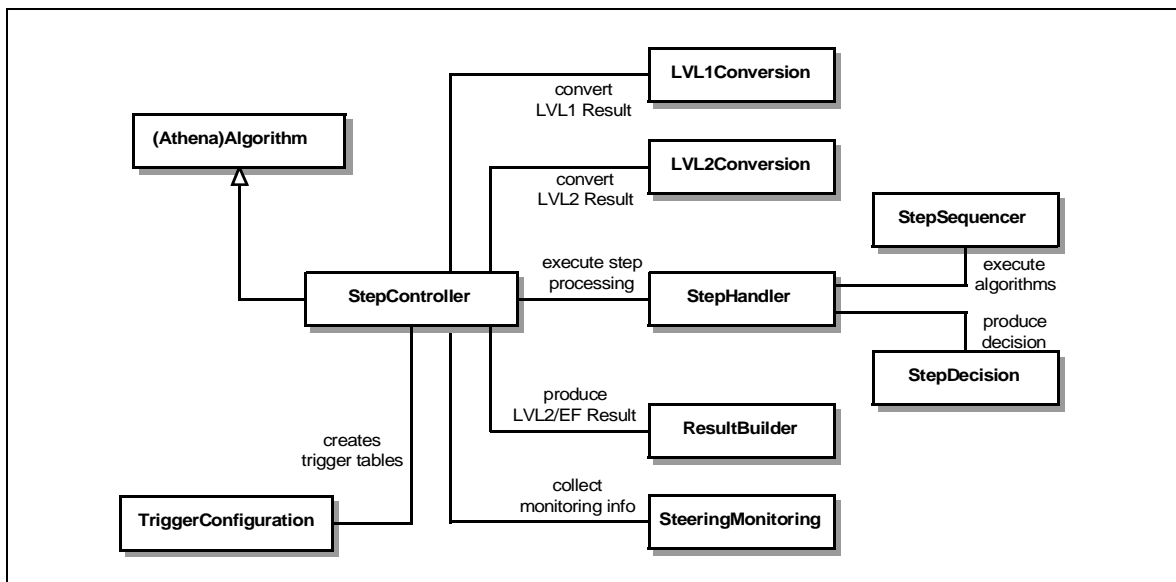 LVL1Conversion
convert
LVL1 Result
(Athena)Algorithm
LVL2Conversion
convert
LVL2 Result
StepSequencer
execute step
processing
execute
algorithms
StepController
StepHandler
produce
decision
StepDecision
produce
LVL2/EF Result
ResultBuilder
creates
trigger tables
collect
monitoring info
TriggerConfiguration
SteeringMonitoring